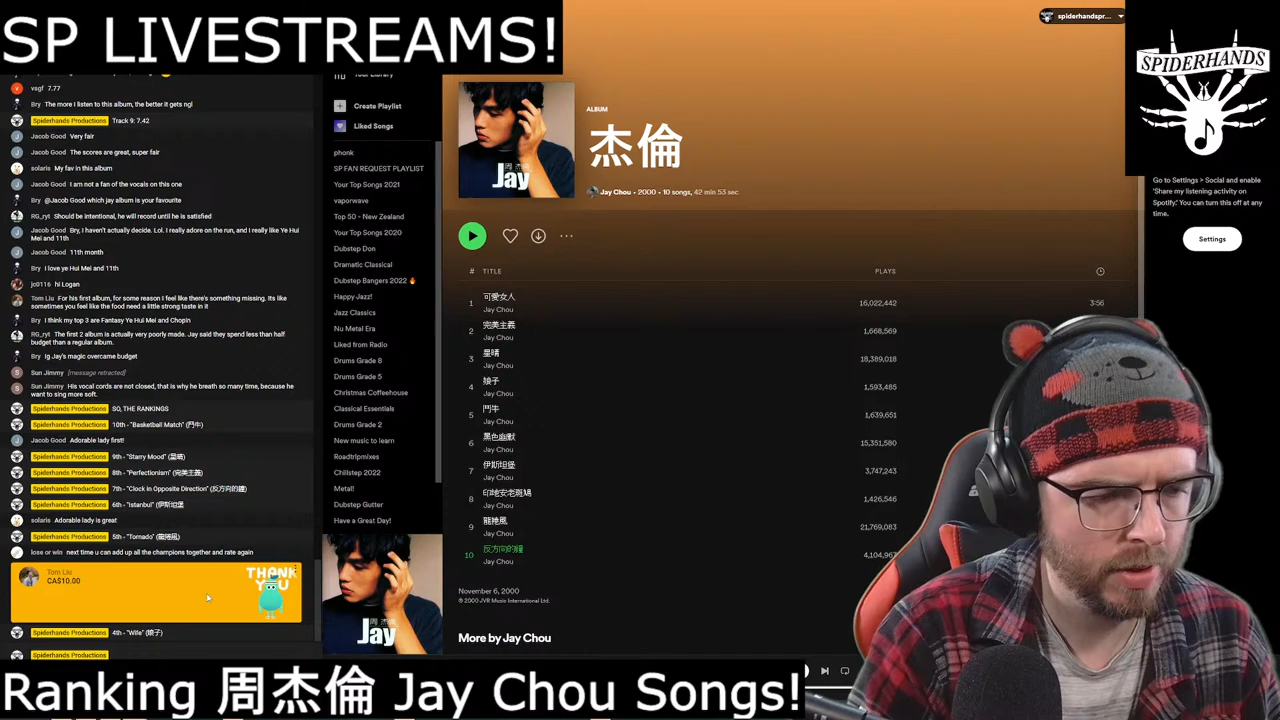 SP LIVESTREAMS!
vsgf 7.77
Bry The more I listen to this album, the better it gets ngl
Spiderhands Productions Track 9: 7.42
Jacob Good Very fair
Jacob Good The scores are great, super fair
solaris My fav in this album
Jacob Good I am not a fan of the vocals on this one
Bry @Jacob Good which jay album is your favourite
RG_ryt Should be intentional, he will record until he is satisfied
Jacob Good Bry, I haven't actually decide. Lol. I really adore on the run, and I really like Ye Hui
Mei and 11th
Jacob Good 11th month
Bry I love ye Hui Mei and 11th
jc0116 hi Logan
Tom Liu For his first album, for some reason I feel like there's something missing. Its like
sometimes you feel like the food need a little strong taste in it
Bry I think my top 3 are Fantasy Ye Hui Mei and Chopin
RG_ryt The first 2 album is actually very poorly made. Jay said they spend less than half
budget than a regular album.
Bry Ig Jay's magic overcame budget
Sun Jimmy [message retracted]
Sun Jimmy His vocal cords are not closed, that is why he breath so many time, because he
want to sing more soft.
Spiderhands Productions SO, THE RANKINGS
Spiderhands Productions 10th - "Basketball Match" (鬥牛)
Jacob Good Adorable lady first!
Spiderhands Productions 9th - "Starry Mood" (星晴)
Spiderhands Productions 8th - "Perfectionism" (完美主義)
Spiderhands Productions 7th - "Clock in Opposite Direction" (反方向的鐘)
Spiderhands Productions 6th - "Istanbul" (伊斯坦堡
solaris Adorable lady is great
Spiderhands Productions 5th - "Tornado" (龍捲風)
lose or win next time u can add up all the champions together and rate again
Tom Liu
CA$10.00
THANK
YOU
Spiderhands Productions 4th - "Wife" (娘子)
Spiderhands Productions
Your Library
Create Playlist
Liked Songs
phonk
SP FAN REQUEST PLAYLIST
Your Top Songs 2021
vaporwave
Top 50 - New Zealand
Your Top Songs 2020
Dubstep Don
Dramatic Classical
Dubstep Bangers 2022 🔥
Happy Jazz!
Jazz Classics
Nu Metal Era
Liked from Radio
Drums Grade 8
Drums Grade 5
Christmas Coffeehouse
Classical Essentials
Drums Grade 2
New music to learn
Roadtripmixes
Chillstep 2022
Metal!
Dubstep Gutter
Have a Great Day!
周杰倫
Jay
周杰倫
Jay
ALBUM
杰倫
Jay Chou • 2000 • 10 songs, 42 min 53 sec
# TITLE PLAYS
1 可愛女人 16,022,442 3:56
Jay Chou
2 完美主義 1,668,569
Jay Chou
3 星晴 18,389,018
Jay Chou
4 娘子 1,593,485
Jay Chou
5 鬥牛 1,639,651
Jay Chou
6 黑色幽默 15,351,580
Jay Chou
7 伊斯坦堡 3,747,243
Jay Chou
8 印地安老斑鳩 1,426,546
Jay Chou
9 龍捲風 21,769,083
Jay Chou
10 反方向的鐘 4,104,967
Jay Chou
November 6, 2000
℗ 2000 JVR Music International Ltd.
More by Jay Chou
spiderhandspr...
SPIDERHANDS
Go to Settings > Social and enable
'Share my listening activity on
Spotify.' You can turn this off at
any time.
Settings
Ranking 周杰倫 Jay Chou Songs!